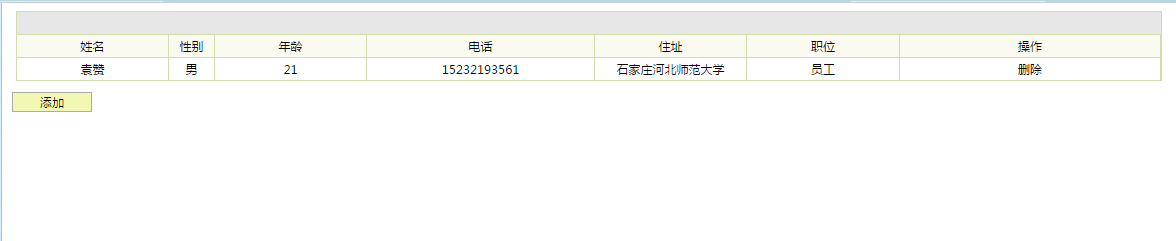 姓名 性别 年龄 电话 住址 职位 操作
袁赞 男 21 15232193561 石家庄河北师范大学 员工 删除
添加